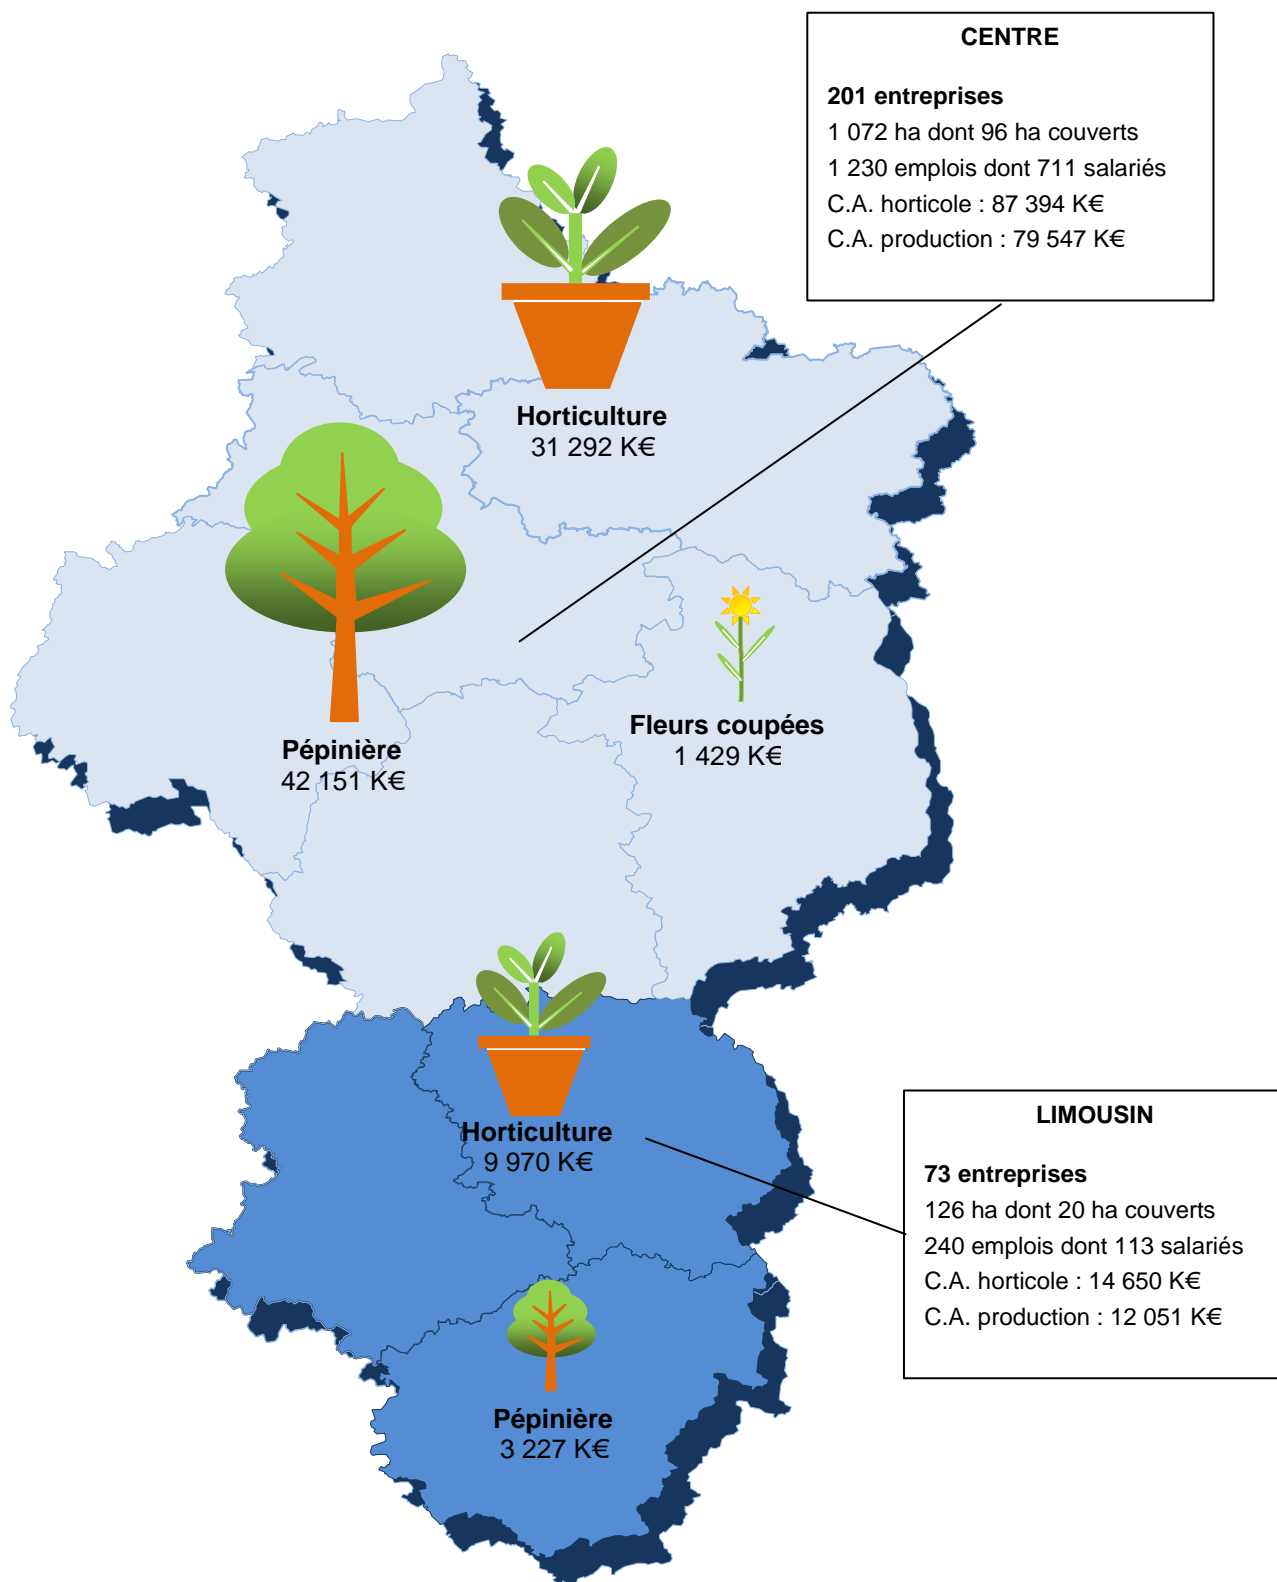 CENTRE
201 entreprises
1 072 ha dont 96 ha couverts
1 230 emplois dont 711 salariés
C.A. horticole : 87 394 K€
C.A. production : 79 547 K€
Horticulture
31 292 K€
Fleurs coupées
1 429 K€
Pépinière
42 151 K€
Horticulture
9 970 K€
LIMOUSIN
73 entreprises
126 ha dont 20 ha couverts
240 emplois dont 113 salariés
C.A. horticole : 14 650 K€
C.A. production : 12 051 K€
Pépinière
3 227 K€